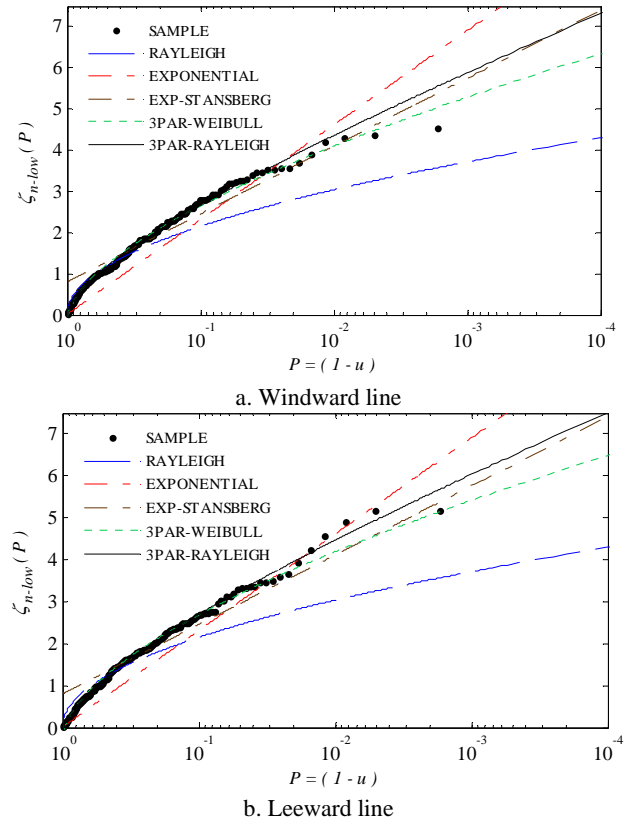 7
6
5
4
3
2
1
0
ζn-low(P)
SAMPLE
RAYLEIGH
EXPONENTIAL
EXP-STANSBERG
3PAR-WEIBULL
3PAR-RAYLEIGH
10^0 10^-1 10^-2 10^-3 10^-4
P = ( 1 - u )
a. Windward line
7
6
5
4
3
2
1
0
ζn-low(P)
SAMPLE
RAYLEIGH
EXPONENTIAL
EXP-STANSBERG
3PAR-WEIBULL
3PAR-RAYLEIGH
10^0 10^-1 10^-2 10^-3 10^-4
P = ( 1 - u )
b. Leeward line